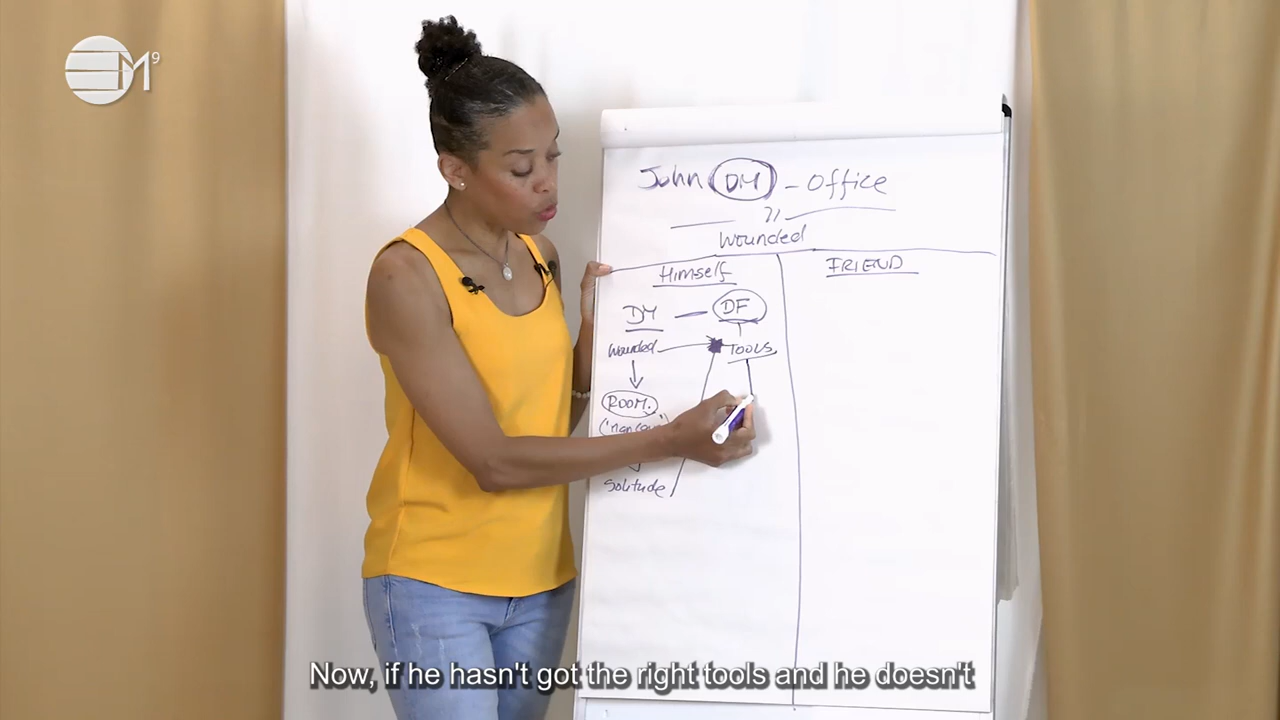 EM9
John DM - Office
Wounded
Himself
FRIEND
DM - DF
Wounded
TOOLS
ROOM.
Solitude
Now, if he hasn't got the right tools and he doesn't